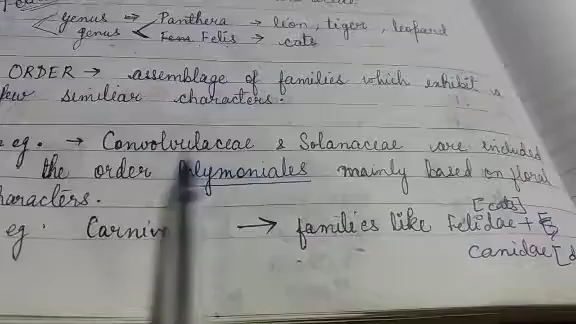 genus → Panthera → lion, tiger, leopard
genus Felis → cats
ORDER → assemblage of families which exhibit a
few similiar characters.
eg. → Convolvulaceae & Solanaceae are included
the order Polymoniales mainly based on floral
characters.
[cats]
eg. Carniv → families like Felidae +
canidae [d